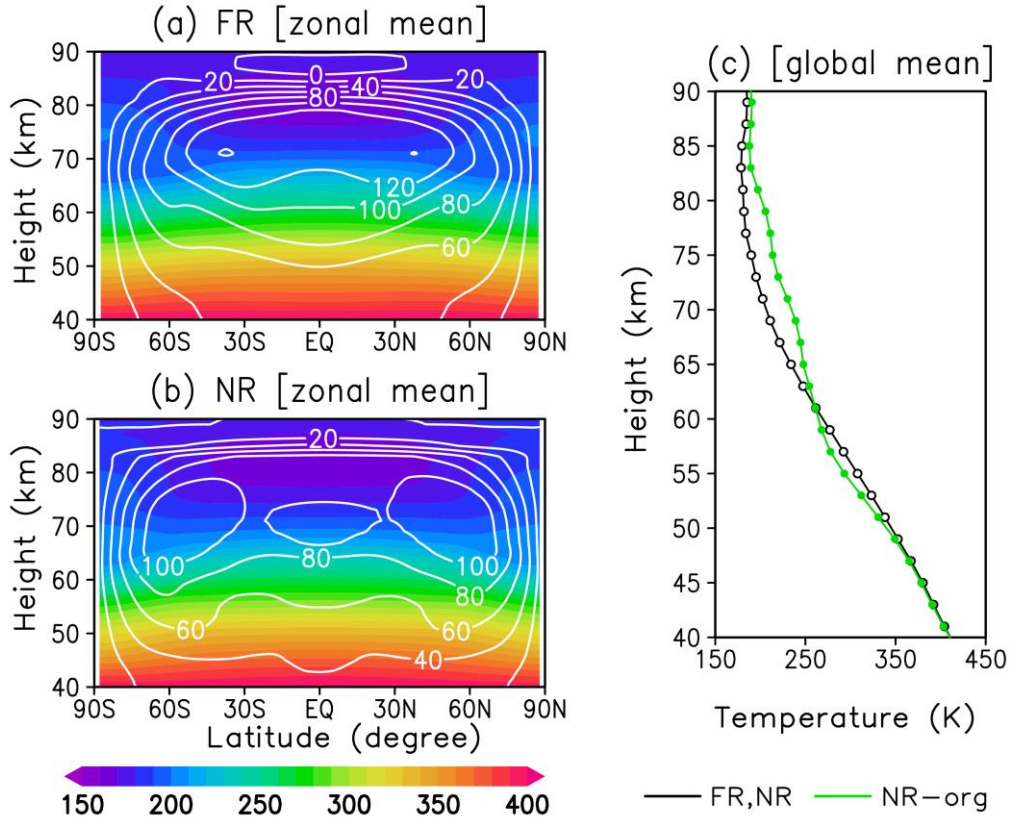 (a) FR [zonal mean]
90
80
70
60
50
40
Height (km)
20
0
40
80
120
100
80
60
90S
60S
30S
EQ
30N
60N
90N
(b) NR [zonal mean]
90
80
70
60
50
40
Height (km)
20
100
80
100
80
60
60
40
90S
60S
30S
EQ
30N
60N
90N
Latitude (degree)
150
200
250
300
350
400
(c) [global mean]
90
85
80
75
70
65
60
55
50
45
40
Height (km)
150
250
350
450
Temperature (K)
FR,NR
NR-org